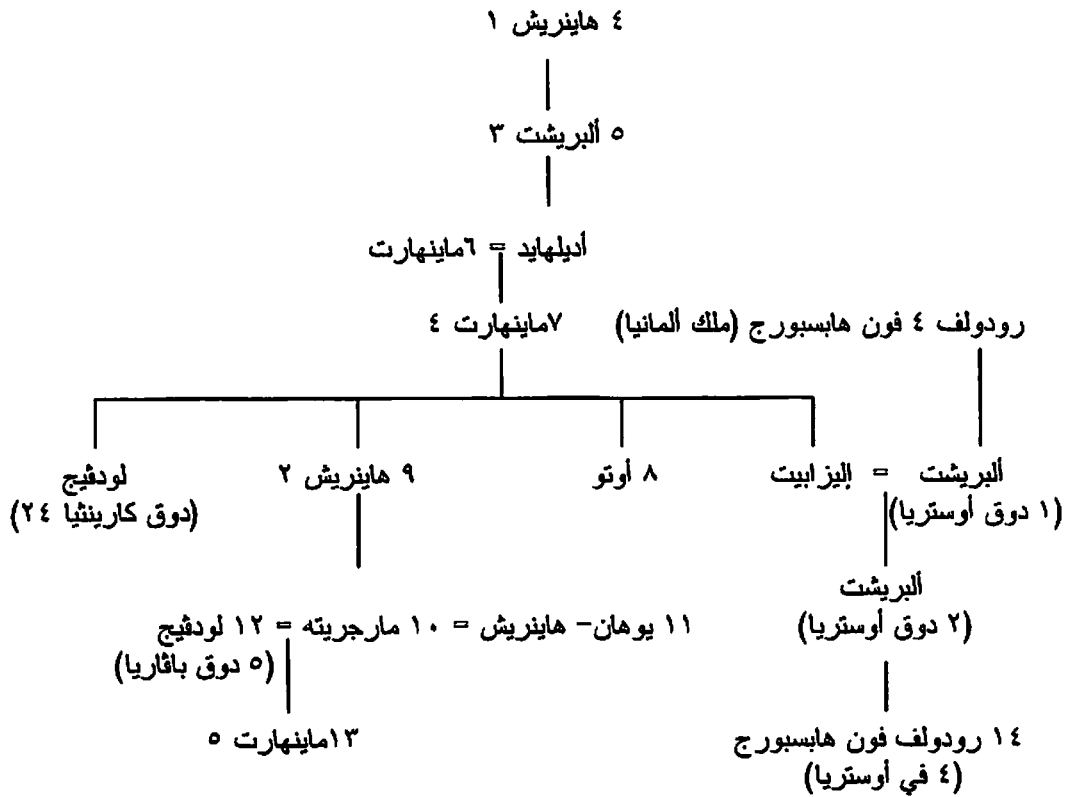 ٤ هاينريش ١
٥ ألبريشت ٣
أديلهايد = ٦ماينهارت
رودولف ٤ فون هابسبورج (ملك ألمانيا)
٧ماينهارت ٤
ألبريشت = إليزابيت
(١ دوق أوستريا)
٨ أوتو
٩ هاينريش ٢
لودڤيج
(دوق كارينثيا ٢٤)
ألبريشت
(٢ دوق أوستريا)
١١ يوهان- هاينريش = ١٠ مارجريته = ١٢ لودڤيج
(٥ دوق باڤاريا)
١٤ رودولف فون هابسبورج
(٤ في أوستريا)
١٣ماينهارت ٥